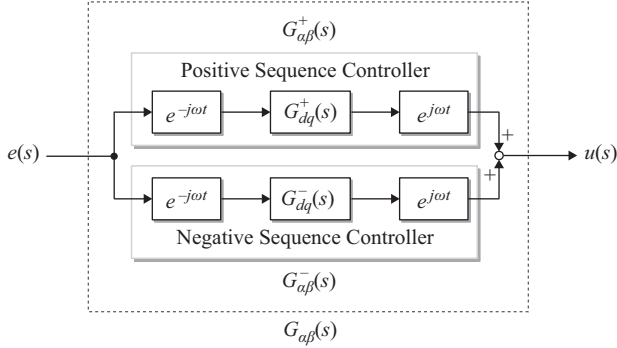 G⁺αβ(s)
Positive Sequence Controller
e^−jωt G⁺dq(s) e^jωt
+
e(s) u(s)
+
e^−jωt G⁻dq(s) e^jωt
Negative Sequence Controller
G⁻αβ(s)
Gαβ(s)